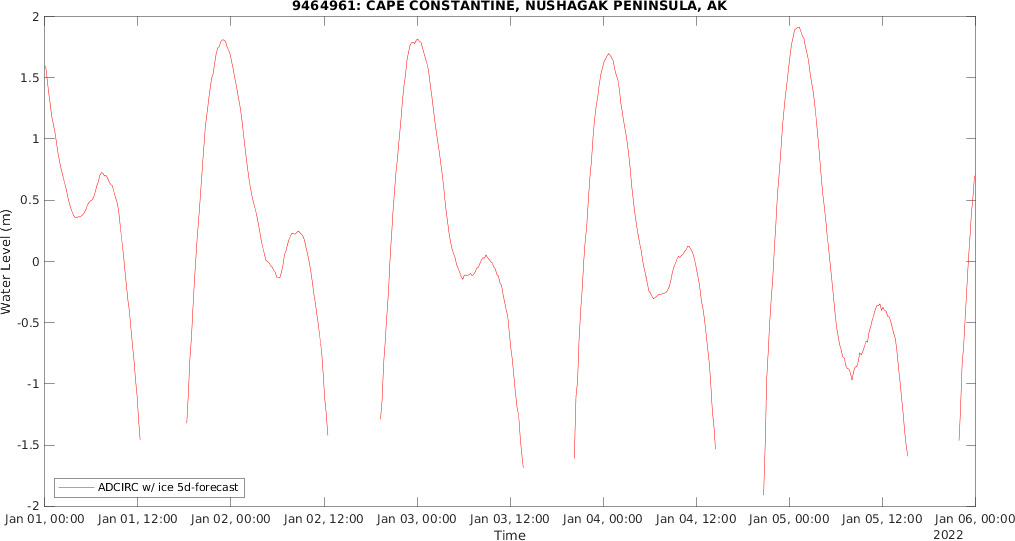 9464961: CAPE CONSTANTINE, NUSHAGAK PENINSULA, AK
2
1.5
1
0.5
0
-0.5
-1
-1.5
-2
Water Level (m)
ADCIRC w/ ice 5d-forecast
Jan 01, 00:00 Jan 01, 12:00 Jan 02, 00:00 Jan 02, 12:00 Jan 03, 00:00 Jan 03, 12:00 Jan 04, 00:00 Jan 04, 12:00 Jan 05, 00:00 Jan 05, 12:00 Jan 06, 00:00
Time
2022